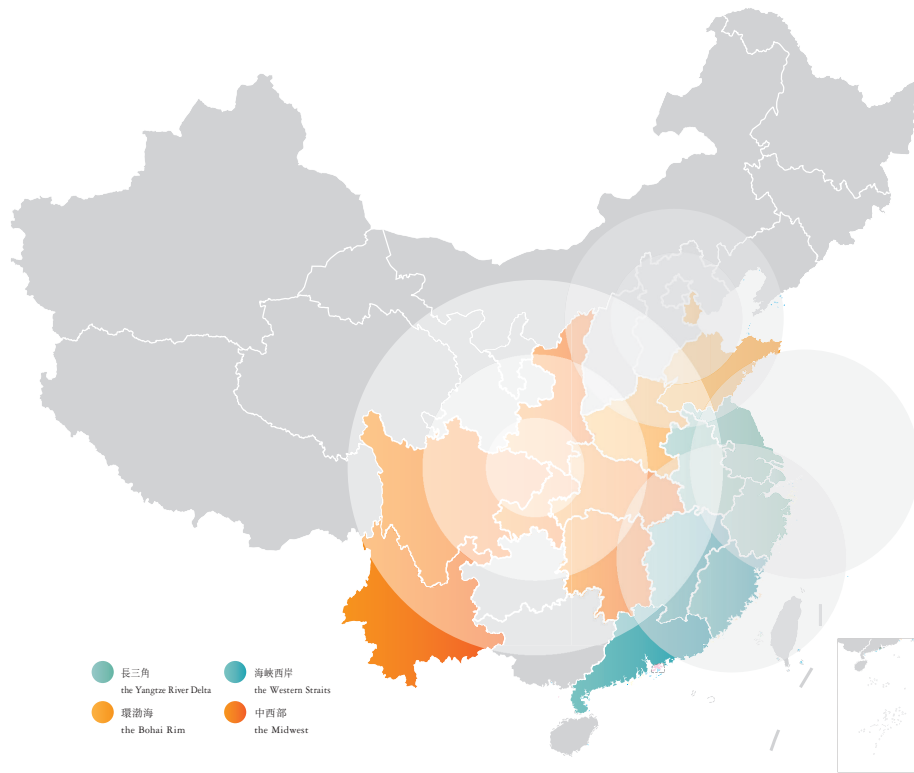 長三角
the Yangtze River Delta
海峽西岸
the Western Straits
環渤海
the Bohai Rim
中西部
the Midwest